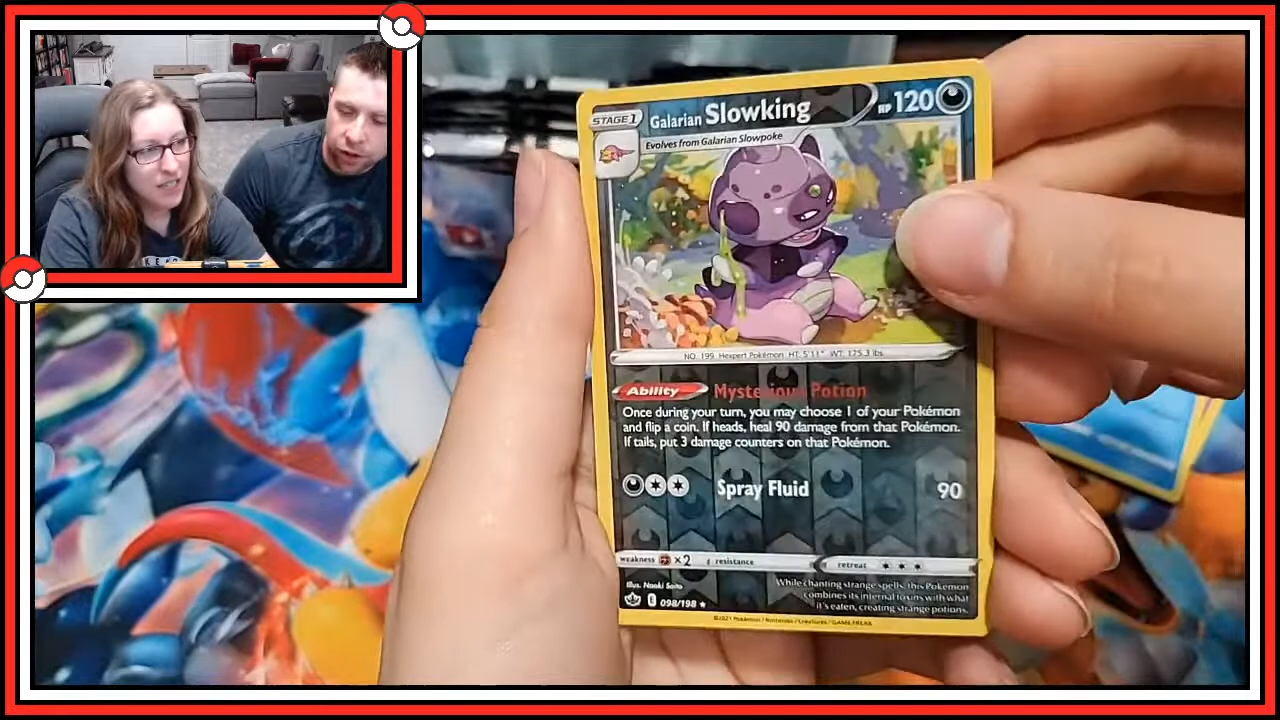 STAGE 1
Galarian Slowking
HP 120
Evolves from Galarian Slowpoke
NO. 199 Hexpert Pokémon HT: 5'11" WT: 175.3 lbs.
Ability Mysterious Potion
Once during your turn, you may choose 1 of your Pokémon
and flip a coin. If heads, heal 90 damage from that Pokémon.
If tails, put 3 damage counters on that Pokémon.
Spray Fluid 90
weakness ×2 resistance retreat
Illus. Naoki Saito
098/198 ★
While chanting strange spells, this Pokémon
combines its internal toxins with what
it's eaten, creating strange potions.
©2021 Pokémon / Nintendo / Creatures / GAME FREAK